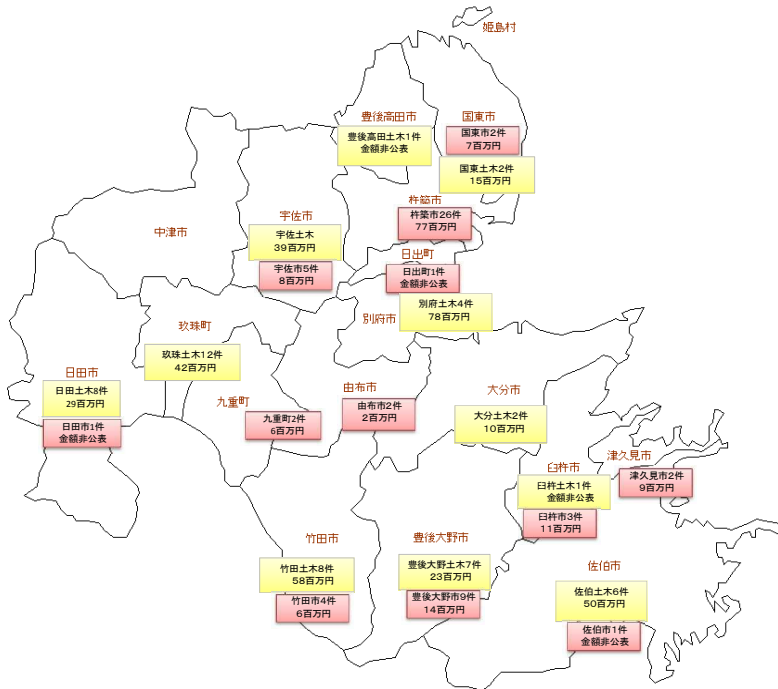 姫島村
豊後高田市
豊後高田土木1件
金額非公表
国東市
国東市2件
7百万円
国東土木2件
15百万円
杵築市
杵築市26件
77百万円
宇佐市
宇佐土木
39百万円
宇佐市5件
8百万円
中津市
日出町
日出町1件
金額非公表
別府土木4件
78百万円
別府市
玖珠町
玖珠土木12件
42百万円
日田市
日田土木8件
29百万円
日田市1件
金額非公表
九重町
九重町2件
6百万円
由布市
由布市2件
2百万円
大分市
大分土木2件
10百万円
津久見市
津久見市2件
9百万円
臼杵市
臼杵土木1件
金額非公表
臼杵市3件
11百万円
竹田市
竹田土木8件
58百万円
竹田市4件
6百万円
豊後大野市
豊後大野土木7件
23百万円
豊後大野市9件
14百万円
佐伯市
佐伯土木6件
50百万円
佐伯市1件
金額非公表